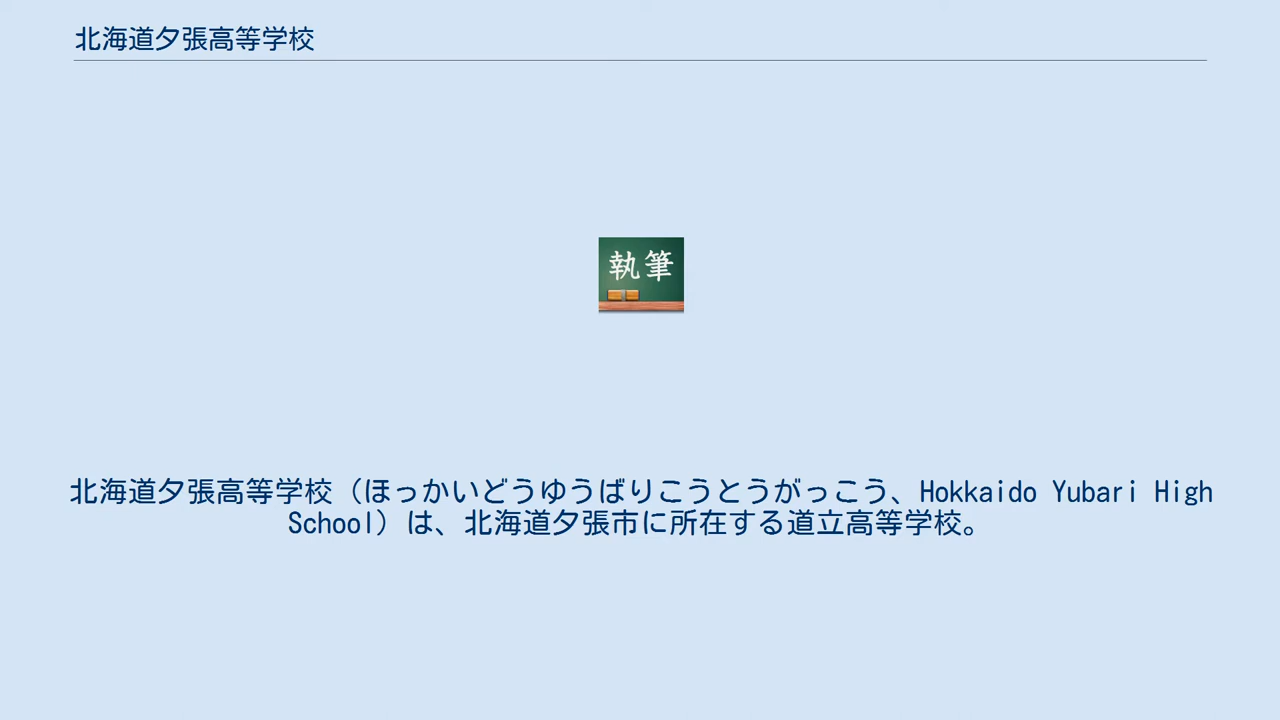 北海道夕張高等学校
執筆
北海道夕張高等学校（ほっかいどうゆうばりこうとうがっこう、Hokkaido Yubari High
School）は、北海道夕張市に所在する道立高等学校。